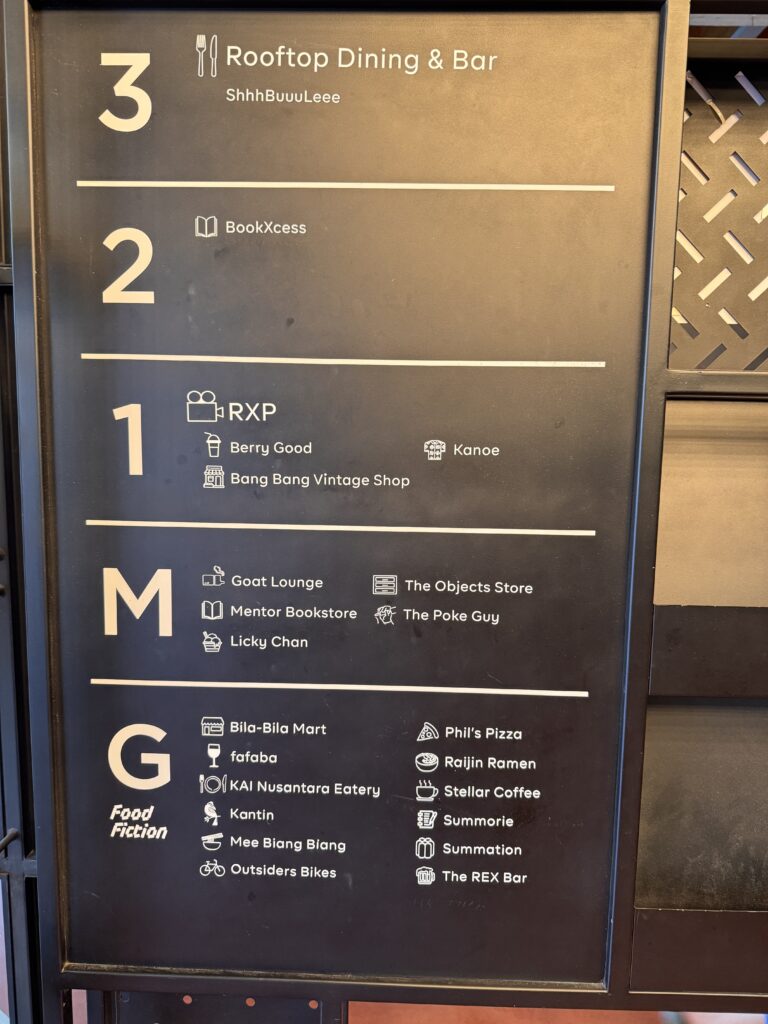 3
Rooftop Dining & Bar
ShhhBuuuLeee
2
BookXcess
1
RXP
Berry Good
Kanoe
Bang Bang Vintage Shop
M
Goat Lounge
The Objects Store
Mentor Bookstore
The Poke Guy
Licky Chan
G
Food
Fiction
Bila-Bila Mart
fafaba
KAI Nusantara Eatery
Kantin
Mee Biang Biang
Outsiders Bikes
Phil's Pizza
Raijin Ramen
Stellar Coffee
Summorie
Summation
The REX Bar